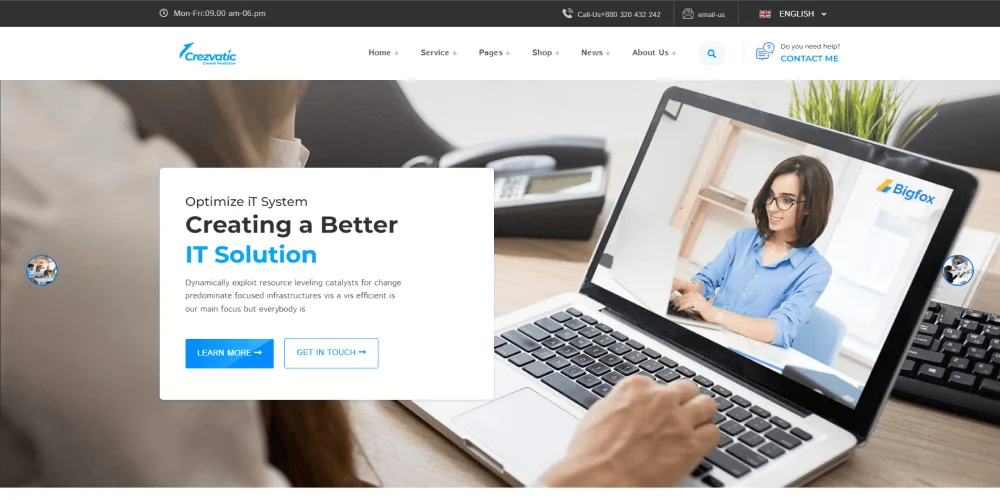 Mon-Fri:09.00 am-06.pm
Call-Us+880 320 432 242
email-us
ENGLISH
Crezvatic
Home +
Service +
Pages +
Shop +
News +
About Us +
Do you need help?
CONTACT ME
Bigfox
Optimize iT System
Creating a Better
IT Solution
Dynamically exploit resource leveling catalysts for change
predominate focused infrastructures vis a vis efficient is
our main focus but everybody is
LEARN MORE →
GET IN TOUCH →